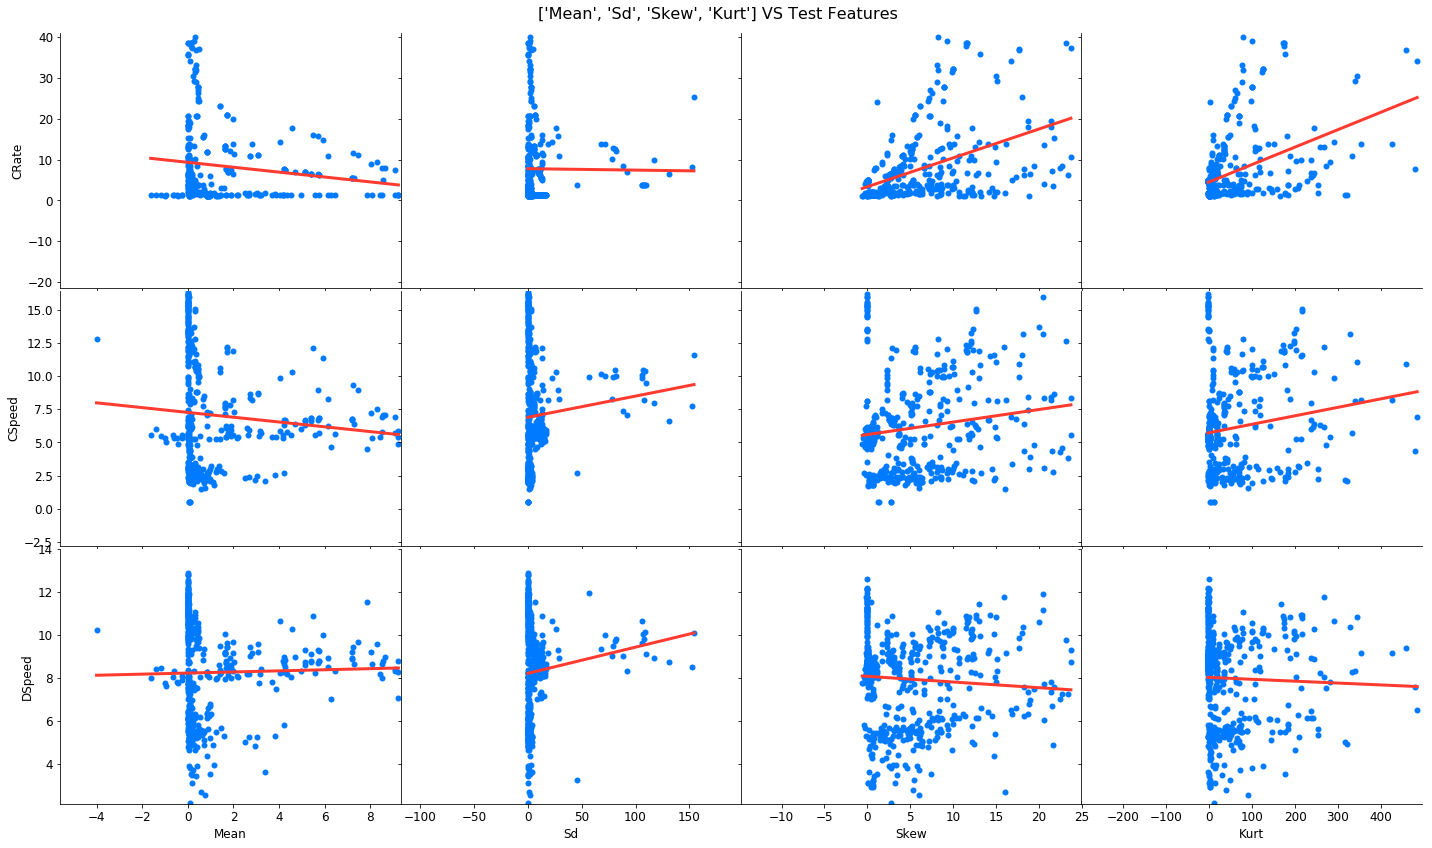 ['Mean', 'Sd', 'Skew', 'Kurt'] VS Test Features
40
30
20
10
0
−10
−20
CRate
15.0
12.5
10.0
7.5
5.0
2.5
0.0
−2.5
CSpeed
14
12
10
8
6
4
DSpeed
−4 −2 0 2 4 6 8
−100 −50 0 50 100 150
−10 −5 0 5 10 15 20 25
−200 −100 0 100 200 300 400
Mean Sd Skew Kurt